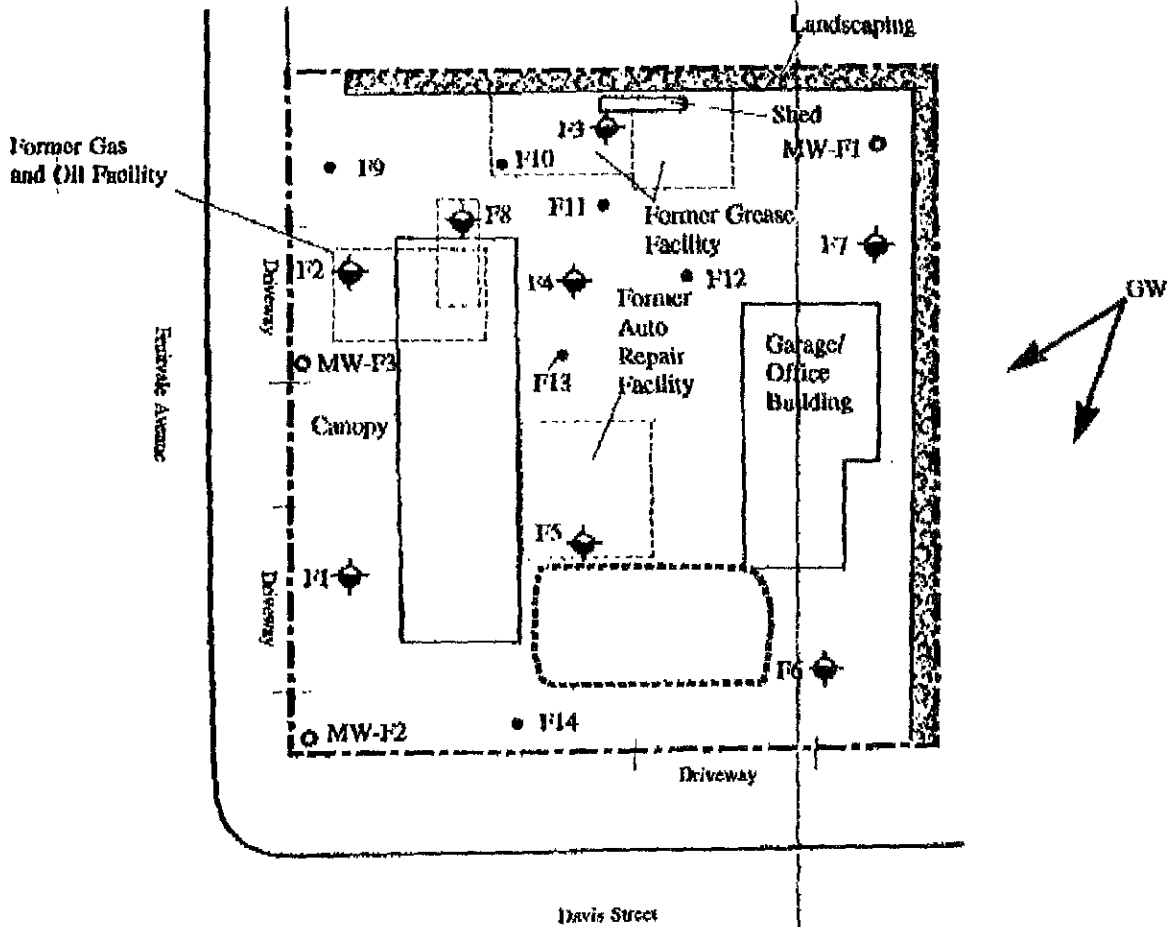 Landscaping
Shed
F3
MW-F1
Former Gas
and Oil Facility
F9
F10
F11
F8
Former Grease
Facility
F7
F2
F4
F12
GW
Driveway
Former
Auto
Repair
Facility
MW-F3
F13
Garage/
Office
Building
Fruitvale Avenue
Canopy
F5
F1
Driveway
F6
MW-F2
F14
Driveway
Davis Street